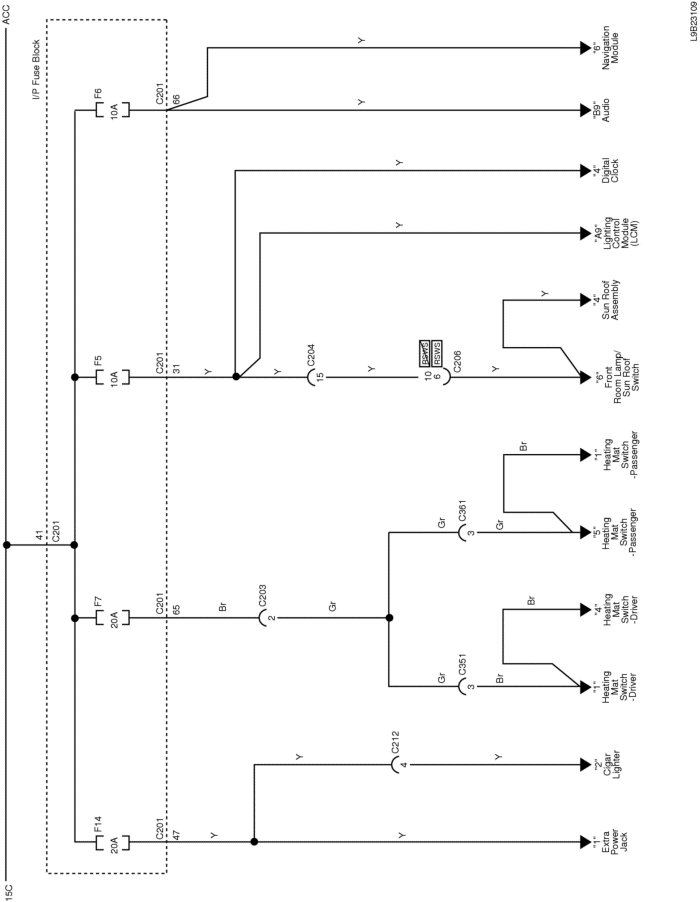 L9B23109
ACC
I/P Fuse Block
F6
10A
C201
66
Y
Y
"6"
Navigation
Module
"B9"
Audio
Y
"4"
Digital
Clock
Y
"A9"
Lighting
Control
Module
(LCM)
Y
"4"
Sun Roof
Assembly
F5
10A
C201
31
Y
Y
C204
15
Y
RSWS
RSWS
10
6
C206
Y
"6"
Front
Room Lamp/
Sun Roof
Switch
Br
"1"
Heating
Mat
Switch
-Passenger
Gr
C361
3
Gr
"5"
Heating
Mat
Switch
-Passenger
41
C201
F7
20A
C201
65
Br
C203
2
Gr
Br
"4"
Heating
Mat
Switch
-Driver
Gr
C351
3
Br
"1"
Heating
Mat
Switch
-Driver
Y
C212
4
Y
"2"
Cigar
Lighter
F14
20A
C201
47
Y
Y
"1"
Extra
Power
Jack
15C